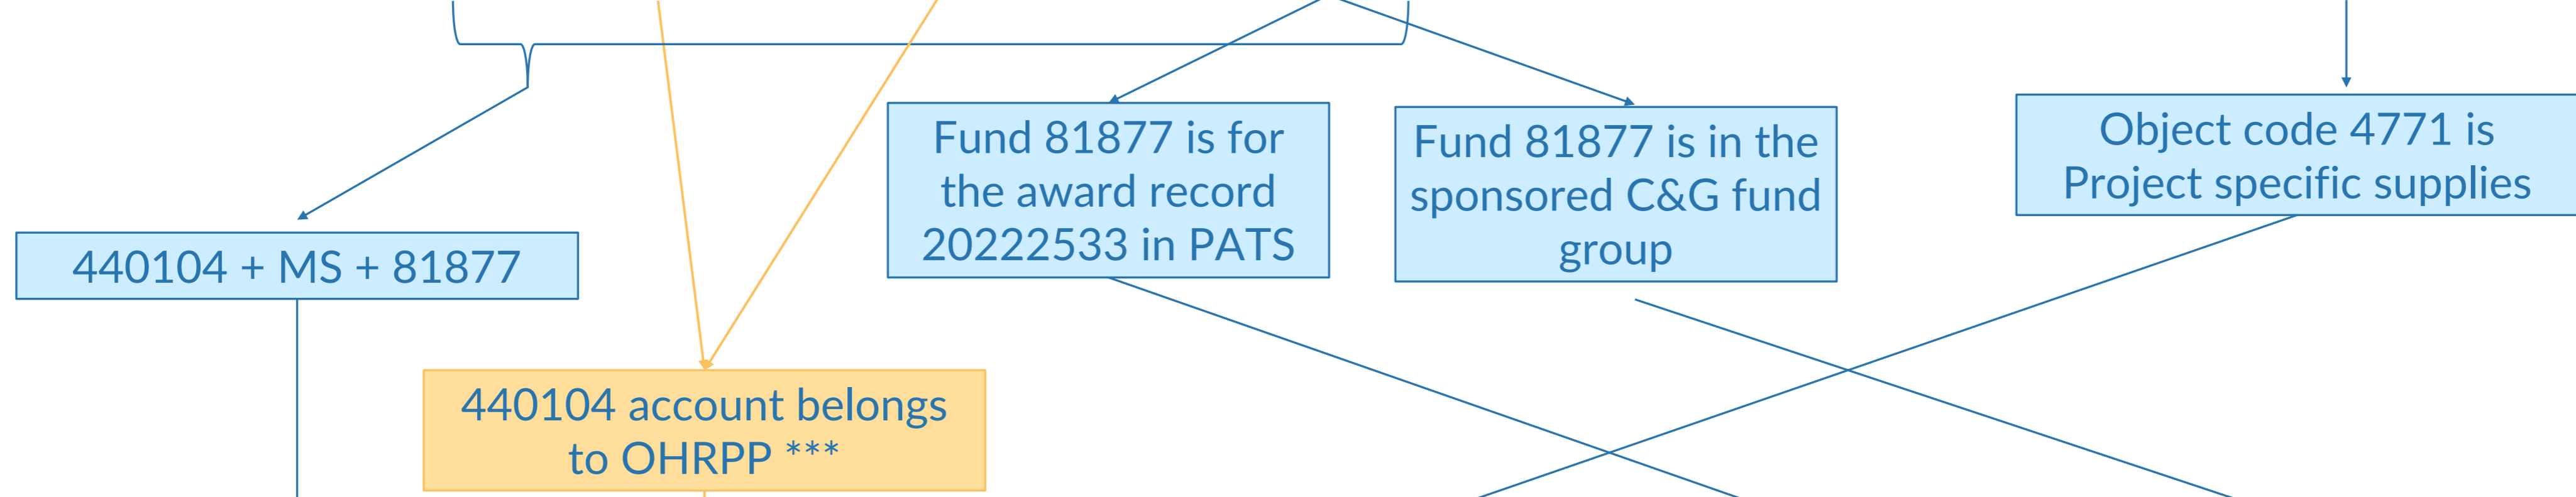 Fund 81877 is for
the award record
20222533 in PATS
Fund 81877 is in the
sponsored C&G fund
group
Object code 4771 is
Project specific supplies
440104 + MS + 81877
440104 account belongs
to OHRPP ***